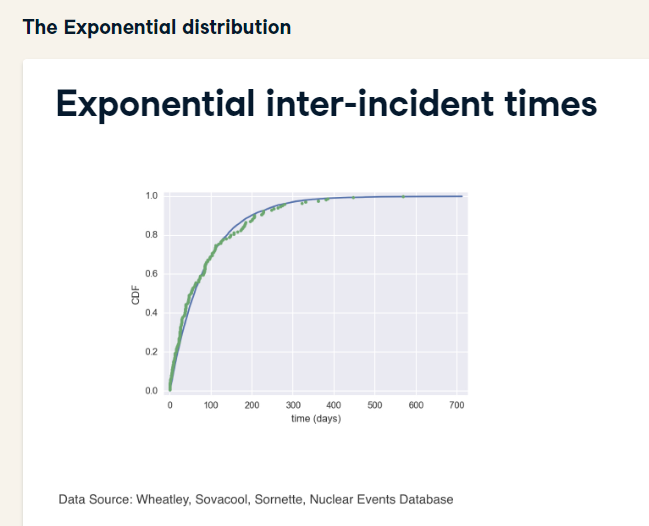 The Exponential distribution
Exponential inter-incident times
1.0
0.8
0.6
0.4
0.2
0.0
CDF
0 100 200 300 400 500 600 700
time (days)
Data Source: Wheatley, Sovacool, Sornette, Nuclear Events Database